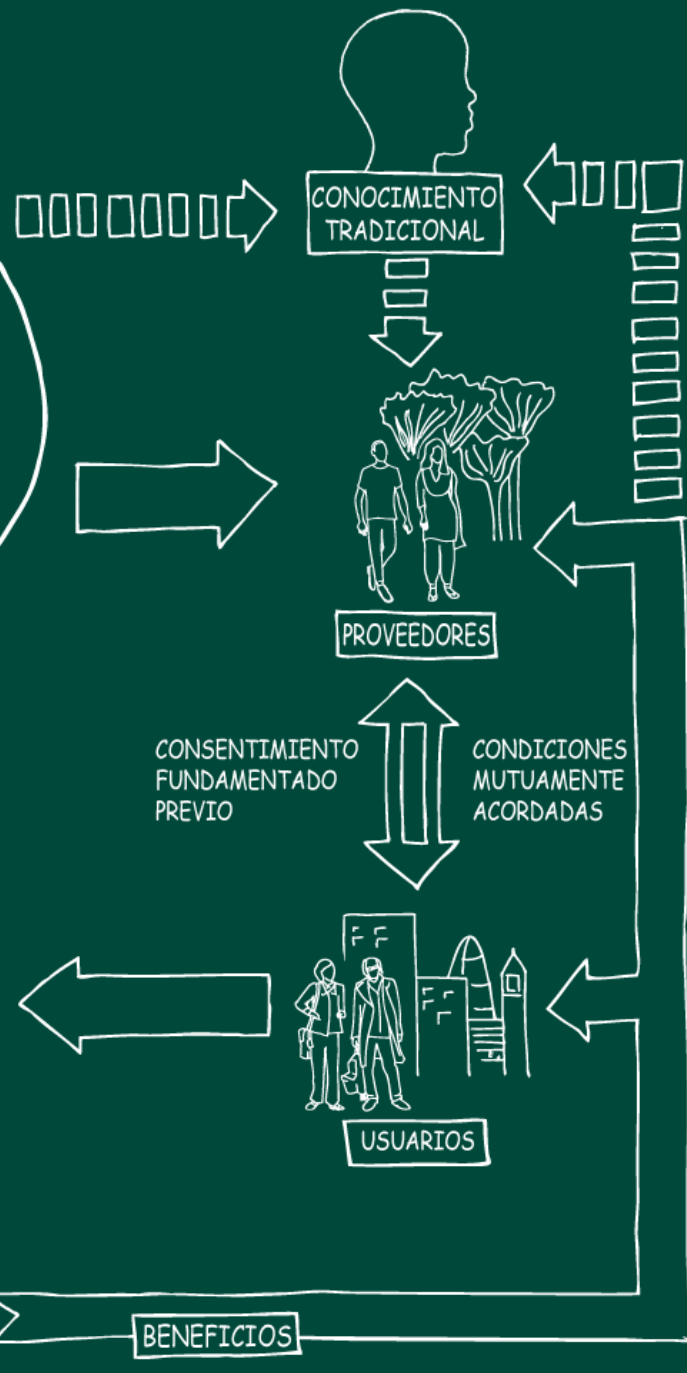 CONOCIMIENTO
TRADICIONAL
PROVEEDORES
CONSENTIMIENTO
FUNDAMENTADO
PREVIO
CONDICIONES
MUTUAMENTE
ACORDADAS
USUARIOS
BENEFICIOS